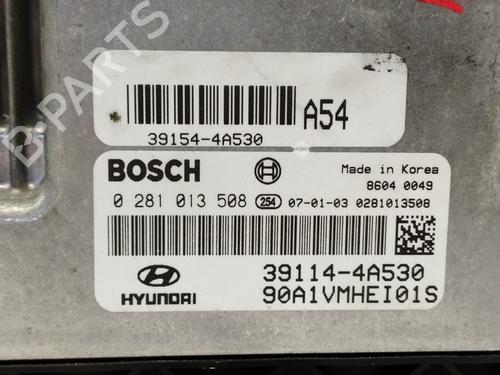 B-PARTS
A54
39154-4A530
BOSCH
Made in Korea
8604 0049
0 281 013 508 254 07-01-03 0281013508
HYUNDAI
39114-4A530
90A1VMHEI01S